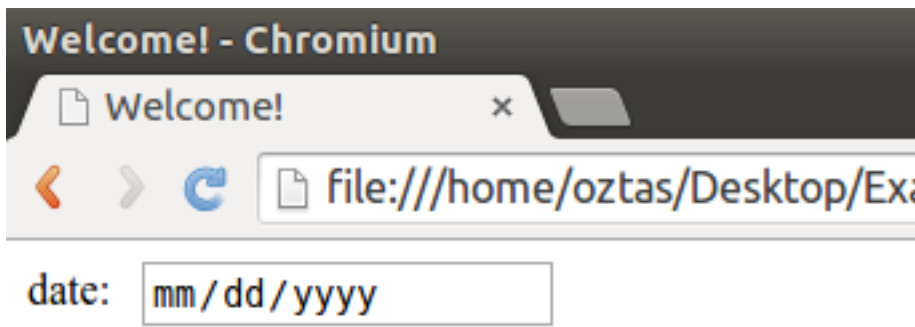 Welcome! - Chromium
Welcome! ×
file:///home/oztas/Desktop/Exa
date: mm/dd/yyyy